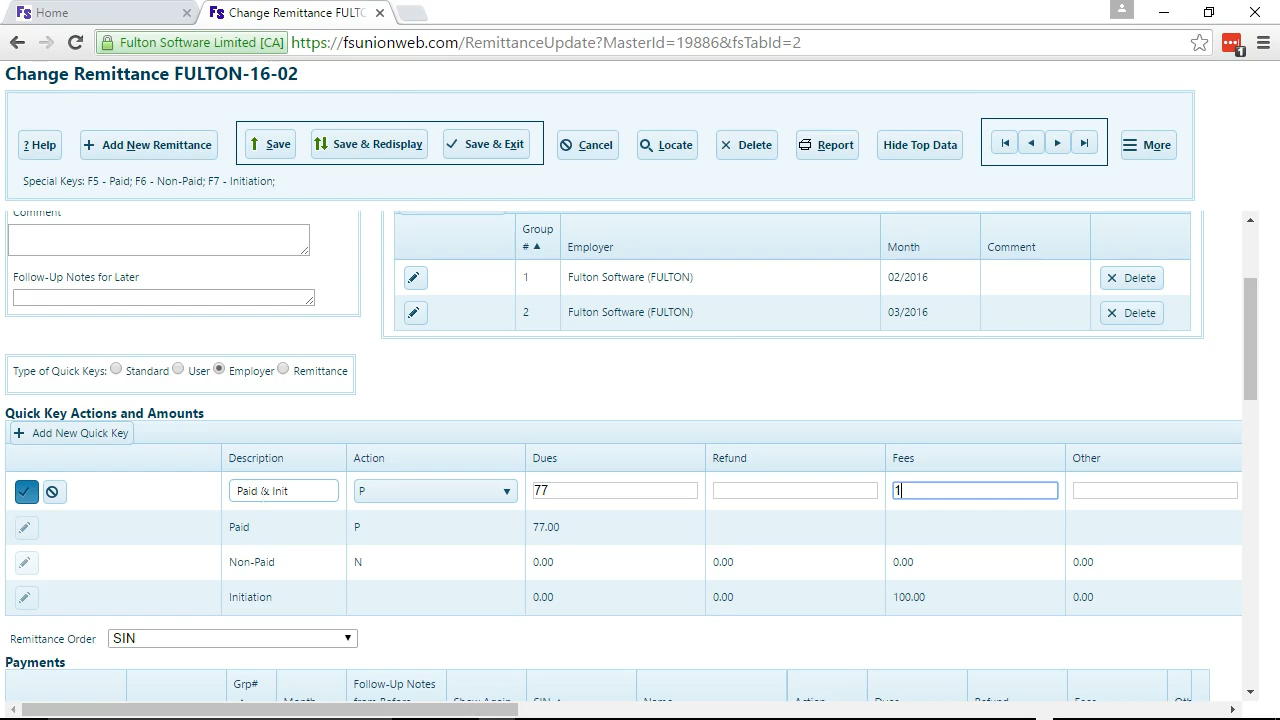 Fs Home
Fs Change Remittance FULTO
Fulton Software Limited [CA] https://fsunionweb.com/RemittanceUpdate?MasterId=19886&fsTabId=2
1
Change Remittance FULTON-16-02
? Help
+ Add New Remittance
Save
Save & Redisplay
Save & Exit
Cancel
Locate
Delete
Report
Hide Top Data
More
Special Keys: F5 - Paid; F6 - Non-Paid; F7 - Initiation;
Comment
Follow-Up Notes for Later
Group
# ▲ Employer Month Comment
1 Fulton Software (FULTON) 02/2016 Delete
2 Fulton Software (FULTON) 03/2016 Delete
Type of Quick Keys: Standard User Employer Remittance
Quick Key Actions and Amounts
+ Add New Quick Key
Description Action Dues Refund Fees Other
Paid & Init P 77 1
Paid P 77.00
Non-Paid N 0.00 0.00 0.00 0.00
Initiation 0.00 0.00 100.00 0.00
Remittance Order SIN
Payments
Grp# Follow-Up Notes
Month from Before Show Again SIN Name Action Dues Refund Fees Oth